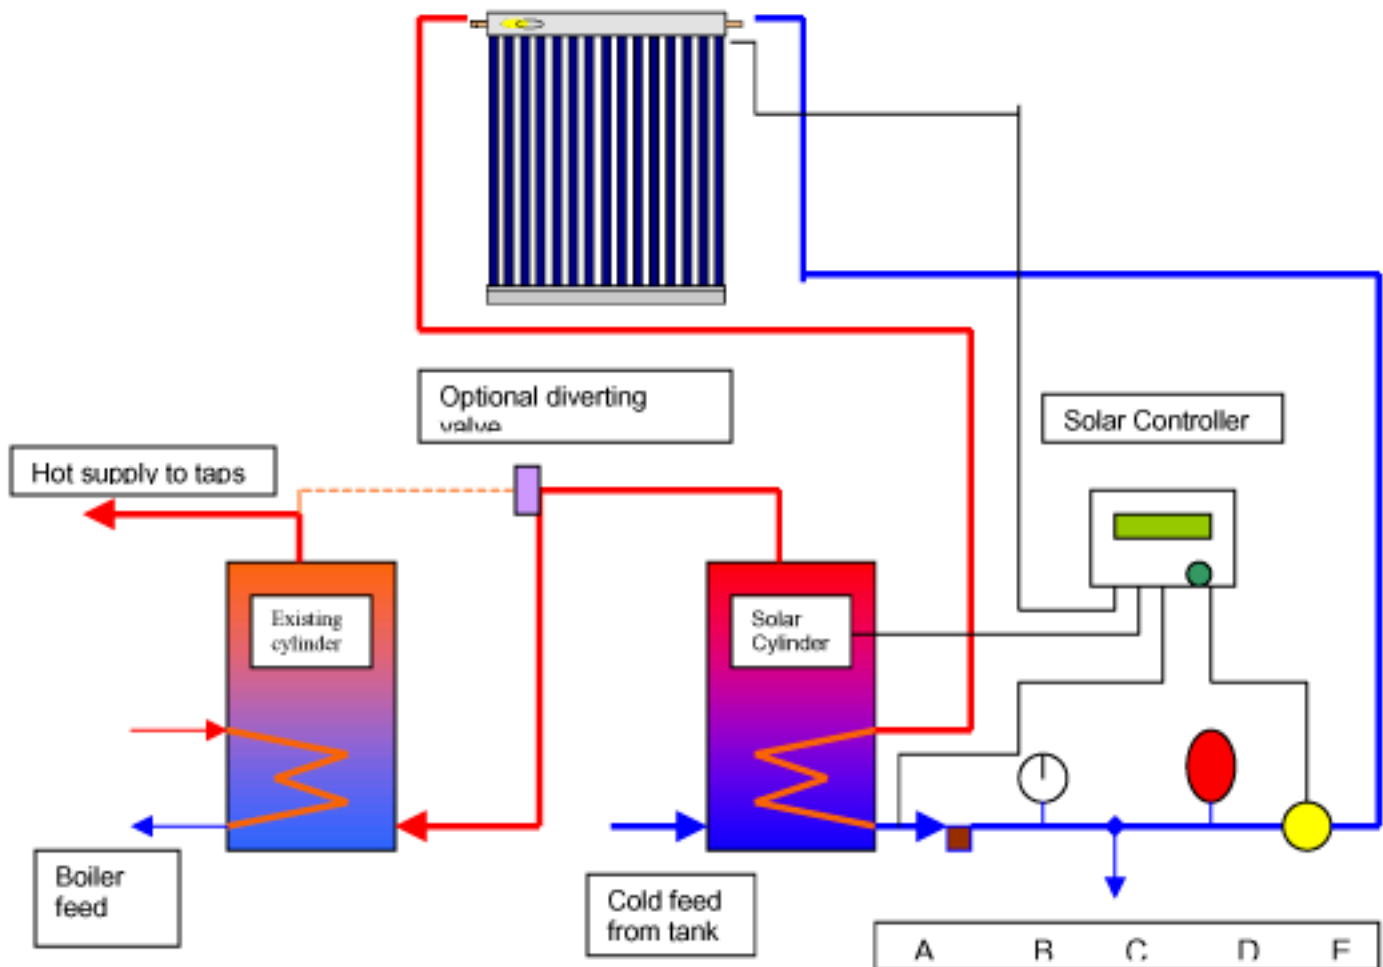 Optional diverting
valve
Solar Controller
Hot supply to taps
Existing
cylinder
Solar
Cylinder
Boiler
feed
Cold feed
from tank
A B C D E